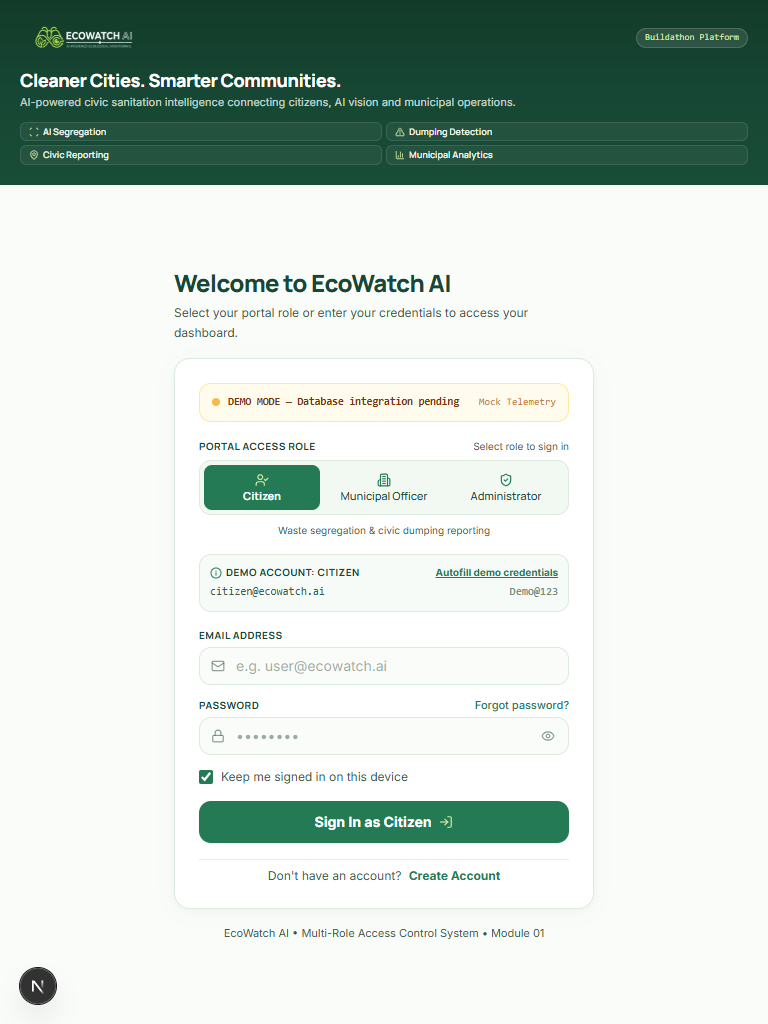 ECOWATCH AI
Buildathon Platform
Cleaner Cities. Smarter Communities.
AI-powered civic sanitation intelligence connecting citizens, AI vision and municipal operations.
AI Segregation
Dumping Detection
Civic Reporting
Municipal Analytics
Welcome to EcoWatch AI
Select your portal role or enter your credentials to access your
dashboard.
DEMO MODE — Database integration pending
Mock Telemetry
PORTAL ACCESS ROLE
Select role to sign in
Citizen
Municipal Officer
Administrator
Waste segregation & civic dumping reporting
DEMO ACCOUNT: CITIZEN
Autofill demo credentials
citizen@ecowatch.ai
Demo@123
EMAIL ADDRESS
e.g. user@ecowatch.ai
PASSWORD
Forgot password?
Keep me signed in on this device
Sign In as Citizen
Don't have an account? Create Account
EcoWatch AI • Multi-Role Access Control System • Module 01
N